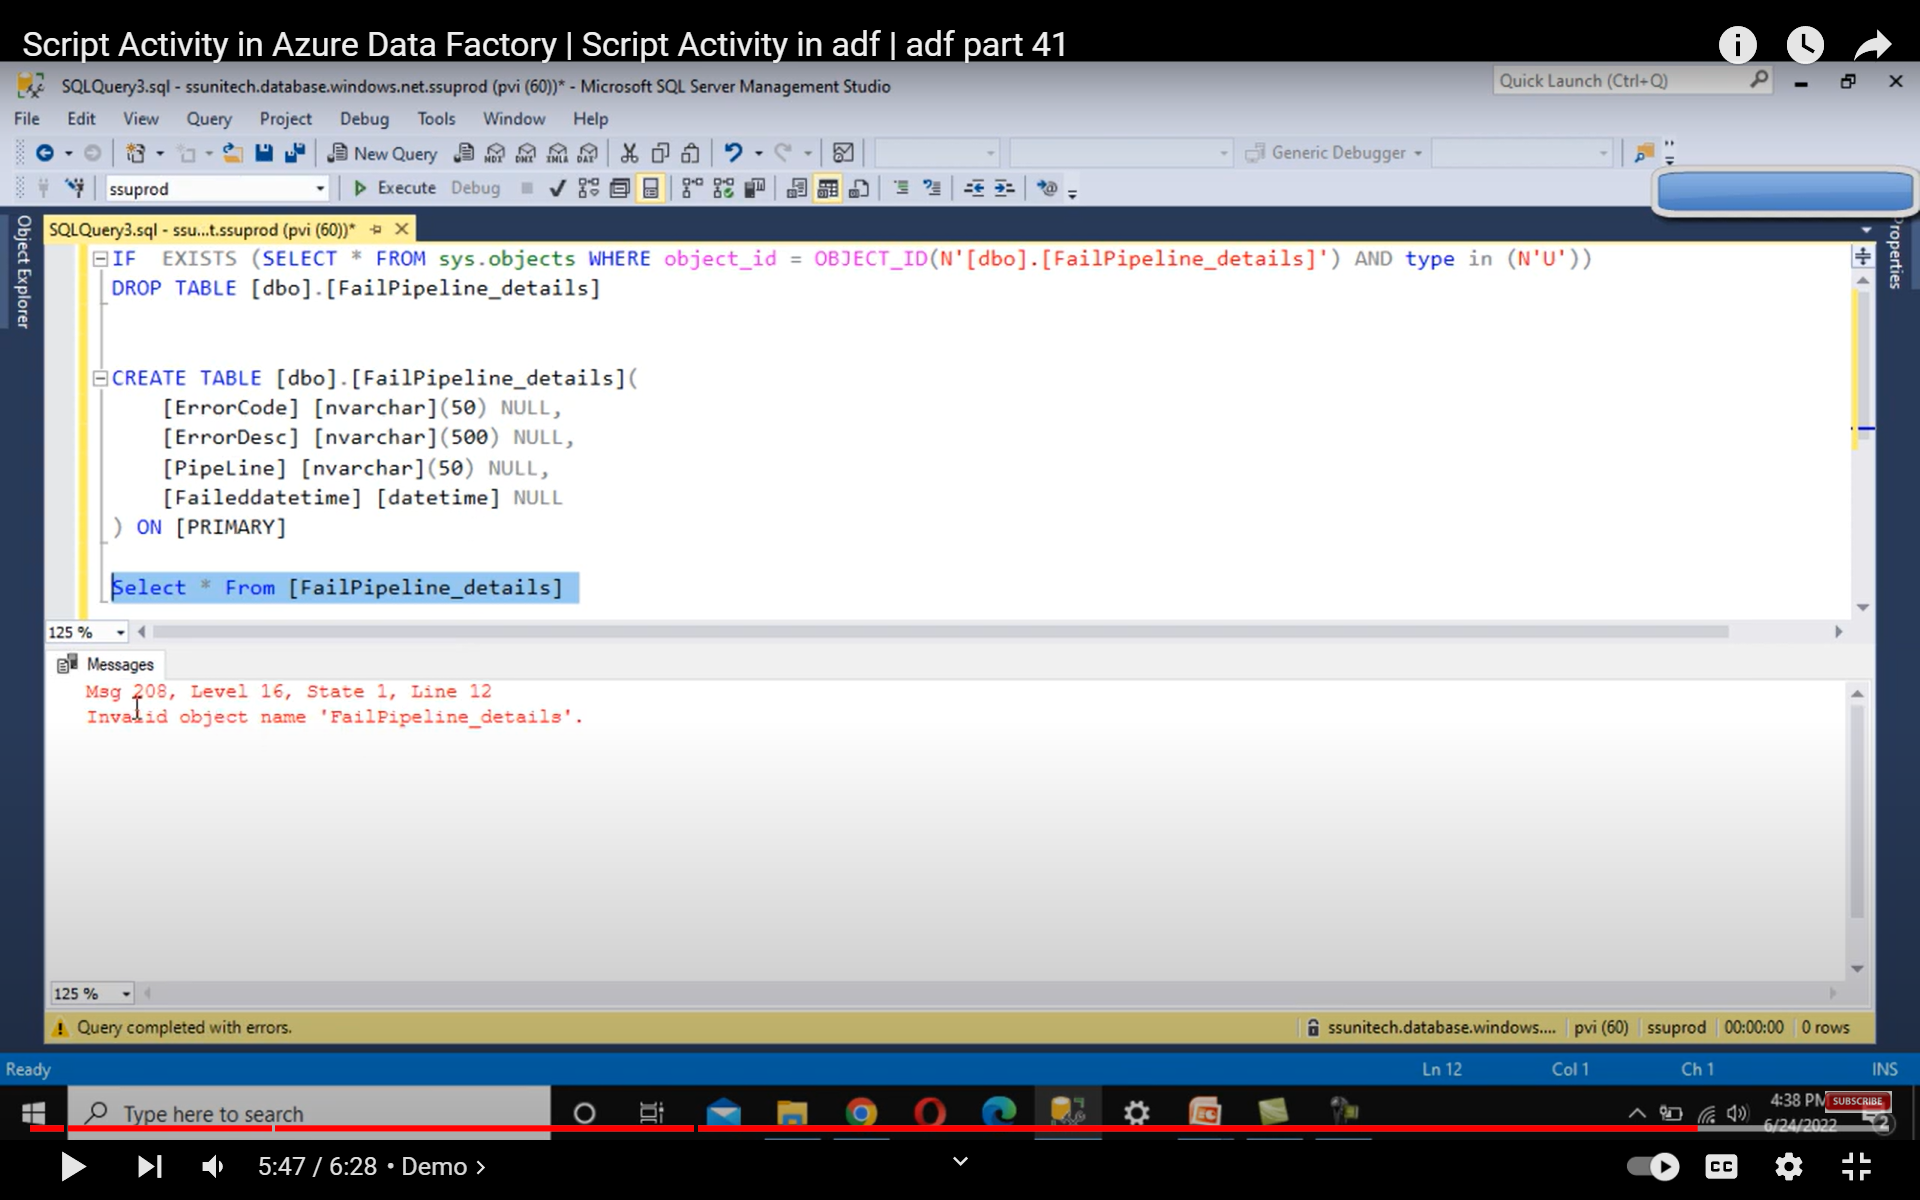 Script Activity in Azure Data Factory | Script Activity in adf | adf part 41
SQLQuery3.sql - ssunitech.database.windows.net.ssuprod (pvi (60))* - Microsoft SQL Server Management Studio
Quick Launch (Ctrl+Q)
File Edit View Query Project Debug Tools Window Help
New Query MDX DMX XMLA DAX Generic Debugger
ssuprod Execute Debug
Object Explorer
SQLQuery3.sql - ssu...t.ssuprod (pvi (60))*
Properties
IF  EXISTS (SELECT * FROM sys.objects WHERE object_id = OBJECT_ID(N'[dbo].[FailPipeline_details]') AND type in (N'U'))
DROP TABLE [dbo].[FailPipeline_details]
CREATE TABLE [dbo].[FailPipeline_details](
[ErrorCode] [nvarchar](50) NULL,
[ErrorDesc] [nvarchar](500) NULL,
[PipeLine] [nvarchar](50) NULL,
[Faileddatetime] [datetime] NULL
) ON [PRIMARY]
Select * From [FailPipeline_details]
125 %
Messages
Msg 208, Level 16, State 1, Line 12
Invalid object name 'FailPipeline_details'.
125 %
Query completed with errors. ssunitech.database.windows.... pvi (60) ssuprod 00:00:00 0 rows
Ready Ln 12 Col 1 Ch 1 INS
Type here to search
4:38 PM
SUBSCRIBE
6/24/2022
2
5:47 / 6:28 • Demo ›
CC